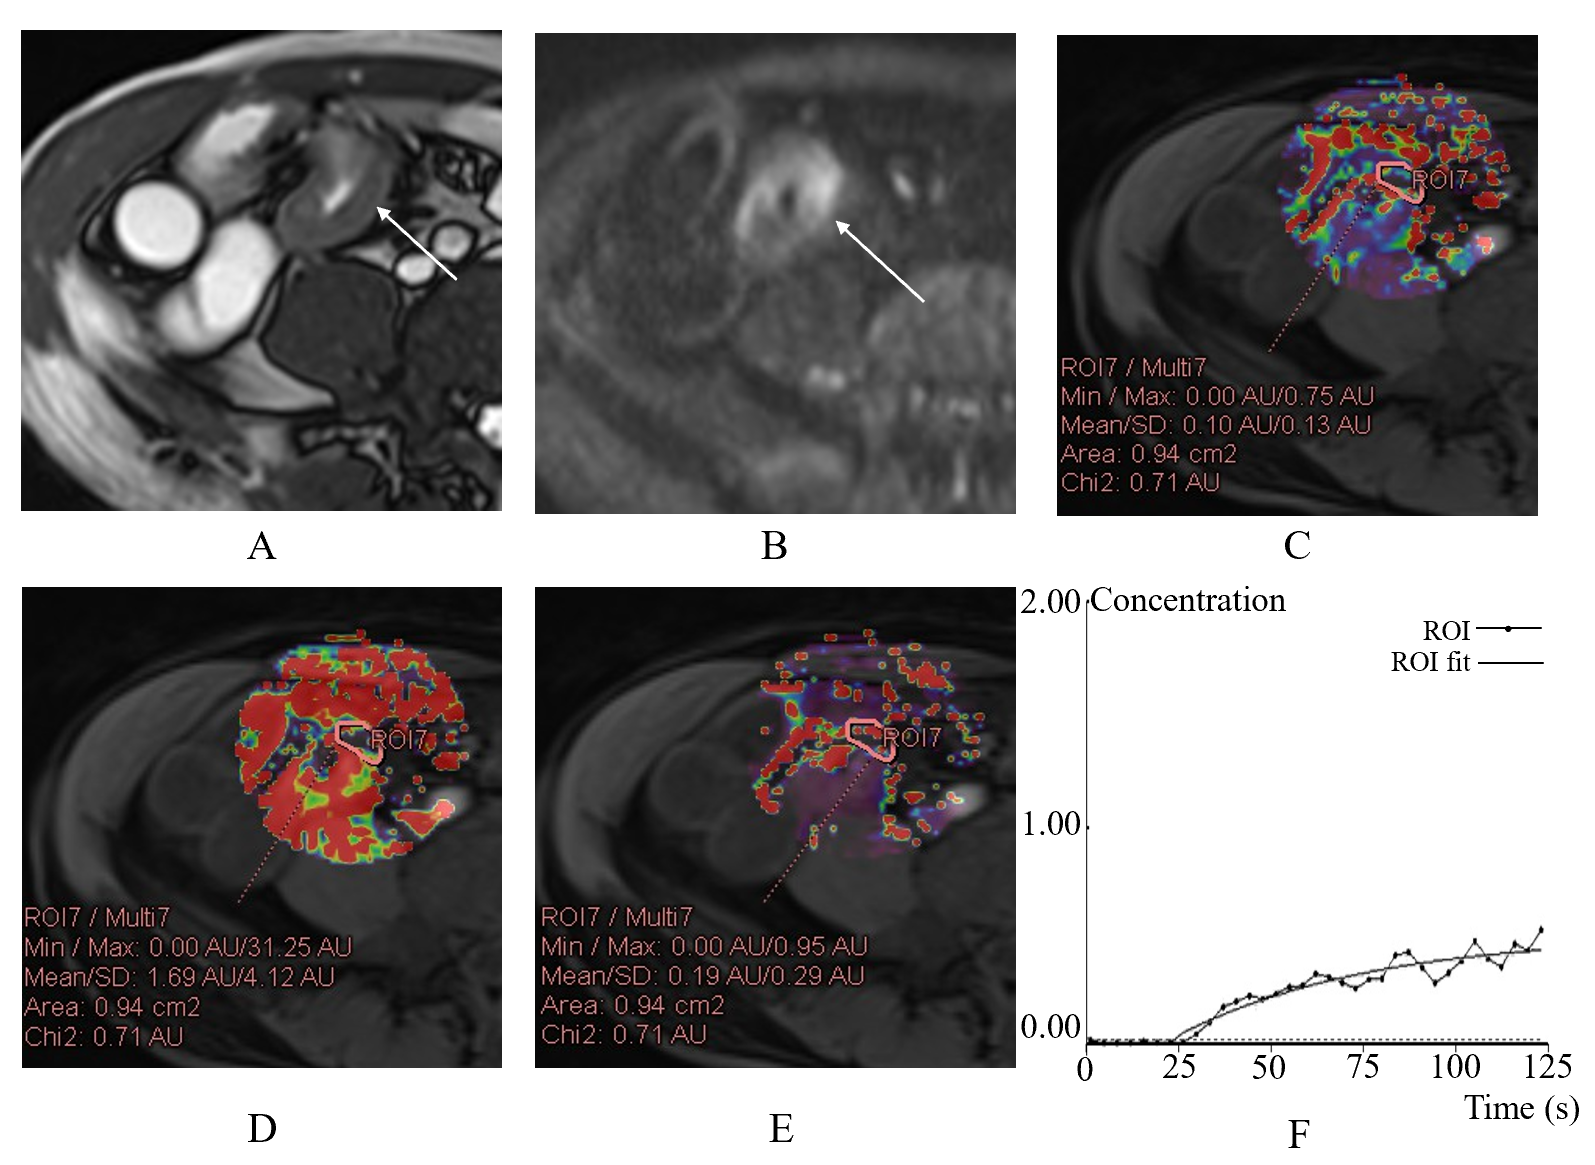 A
B
ROI7
ROI7 / Multi7
Min / Max: 0.00 AU/0.75 AU
Mean/SD: 0.10 AU/0.13 AU
Area: 0.94 cm2
Chi2: 0.71 AU
C
ROI7
ROI7 / Multi7
Min / Max: 0.00 AU/31.25 AU
Mean/SD: 1.69 AU/4.12 AU
Area: 0.94 cm2
Chi2: 0.71 AU
D
ROI7
ROI7 / Multi7
Min / Max: 0.00 AU/0.95 AU
Mean/SD: 0.19 AU/0.29 AU
Area: 0.94 cm2
Chi2: 0.71 AU
E
2.00 Concentration
ROI
ROI fit
1.00
0.00
0 25 50 75 100 125
Time (s)
F